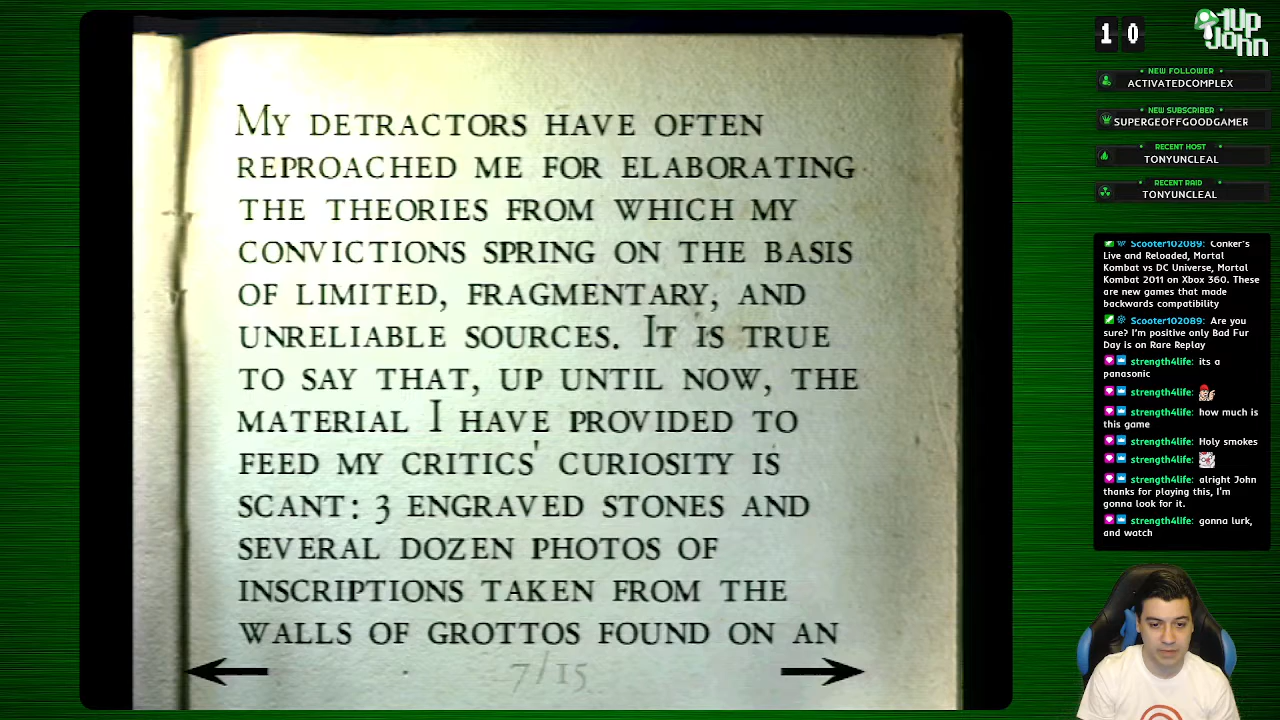 My detractors have often
reproached me for elaborating
the theories from which my
convictions spring on the basis
of limited, fragmentary, and
unreliable sources. It is true
to say that, up until now, the
material I have provided to
feed my critics' curiosity is
scant: 3 engraved stones and
several dozen photos of
inscriptions taken from the
walls of grottos found on an
7/15
1 0
1Up
John
NEW FOLLOWER
ACTIVATEDCOMPLEX
NEW SUBSCRIBER
SUPERGEOFFGOODGAMER
RECENT HOST
TONYUNCLEAL
RECENT RAID
TONYUNCLEAL
Scooter102089: Conker's
Live and Reloaded, Mortal
Kombat vs DC Universe, Mortal
Kombat 2011 on Xbox 360. These
are new games that made
backwards compatibility
Scooter102089: Are you
sure? I'm positive only Bad Fur
Day is on Rare Replay
strength4life: its a
panasonic
strength4life:
strength4life: how much is
this game
strength4life: Holy smokes
strength4life:
strength4life: alright John
thanks for playing this, I'm
gonna look for it.
strength4life: gonna lurk,
and watch